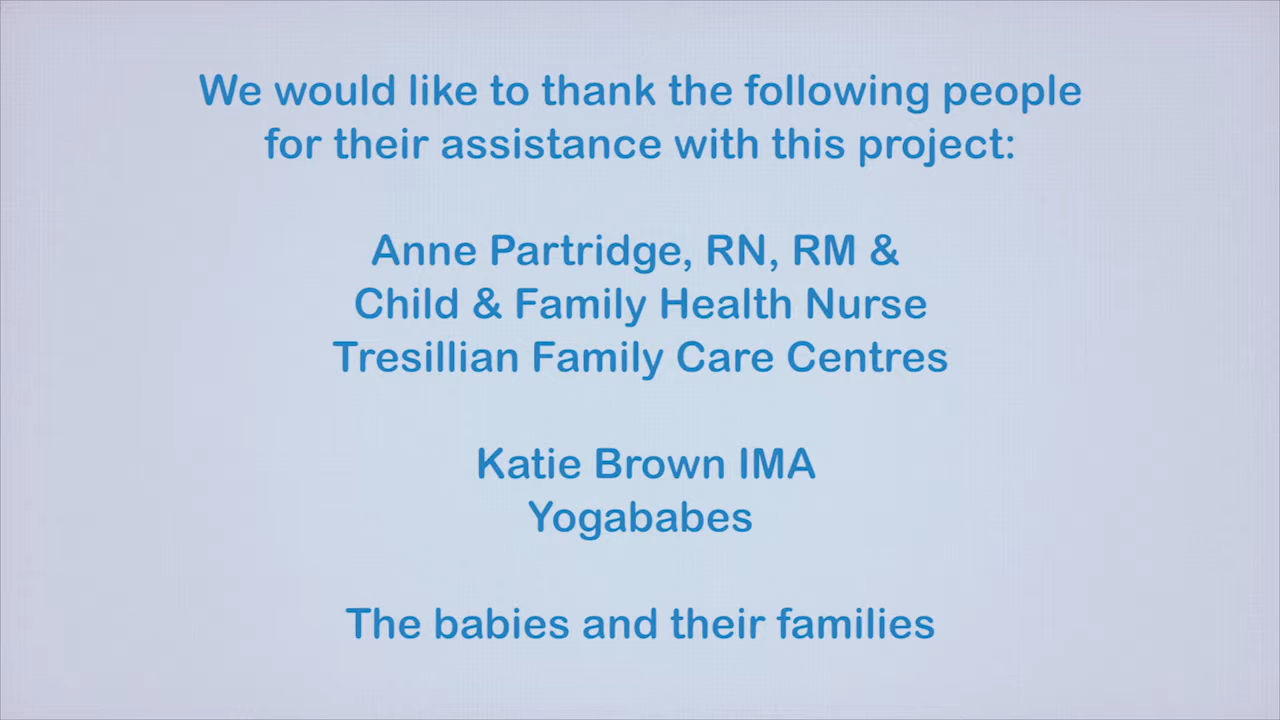 We would like to thank the following people
for their assistance with this project:
Anne Partridge, RN, RM &
Child & Family Health Nurse
Tresillian Family Care Centres
Katie Brown IMA
Yogababes
The babies and their families